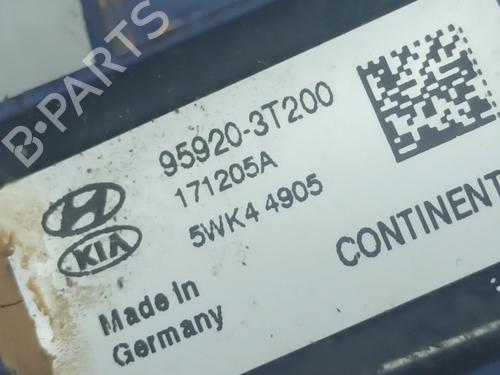 B-PARTS
95920-3T200
171205A
5WK4 4905
KIA
CONTINENT
Made in
Germany